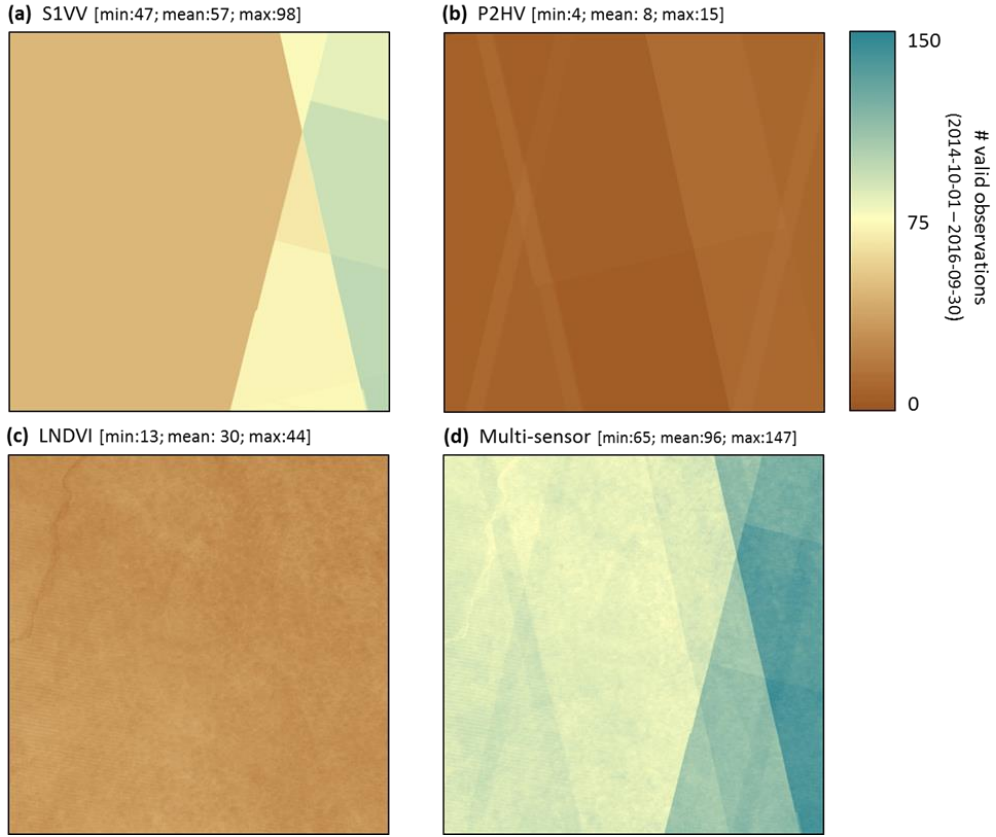 (a) S1VV [min:47; mean:57; max:98]
(b) P2HV [min:4; mean: 8; max:15]
150
75
0
# valid observations
(2014-10-01 – 2016-09-30)
(c) LNDVI [min:13; mean: 30; max:44]
(d) Multi-sensor [min:65; mean:96; max:147]